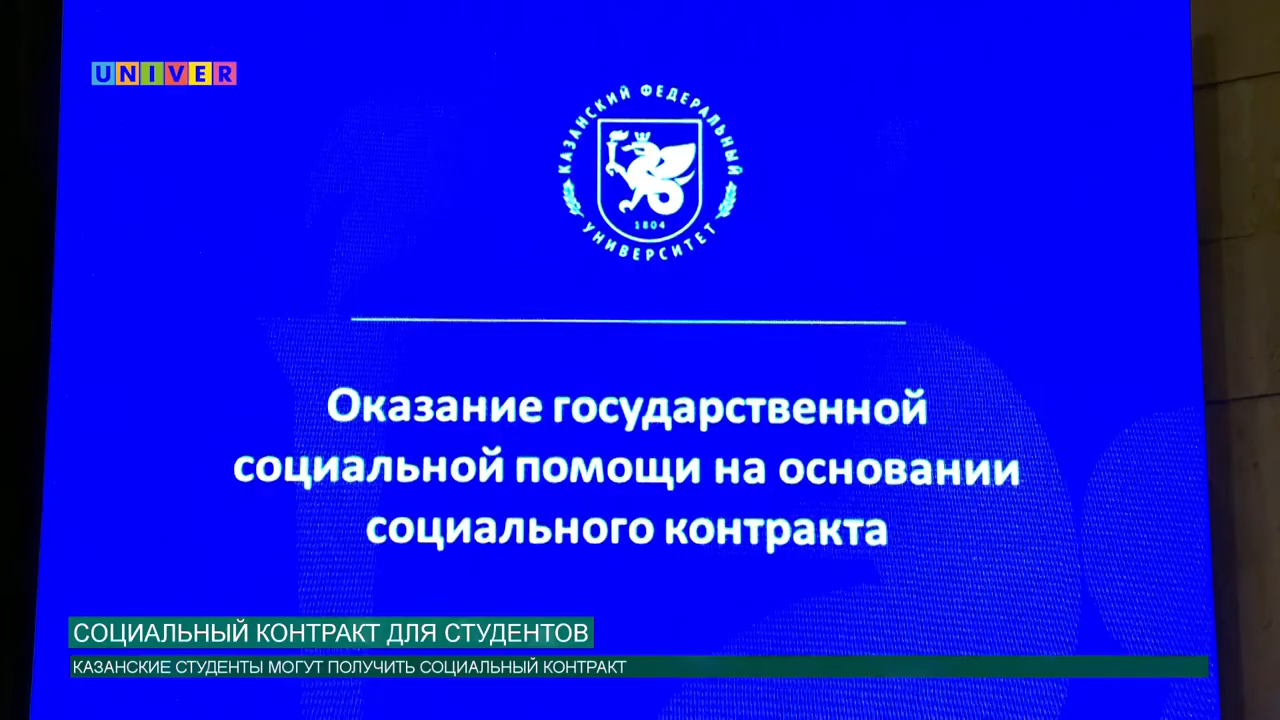 UNIVER
КАЗАНСКИЙ ФЕДЕРАЛЬНЫЙ
1804
УНИВЕРСИТЕТ
Оказание государственной
социальной помощи на основании
социального контракта
СОЦИАЛЬНЫЙ КОНТРАКТ ДЛЯ СТУДЕНТОВ
КАЗАНСКИЕ СТУДЕНТЫ МОГУТ ПОЛУЧИТЬ СОЦИАЛЬНЫЙ КОНТРАКТ